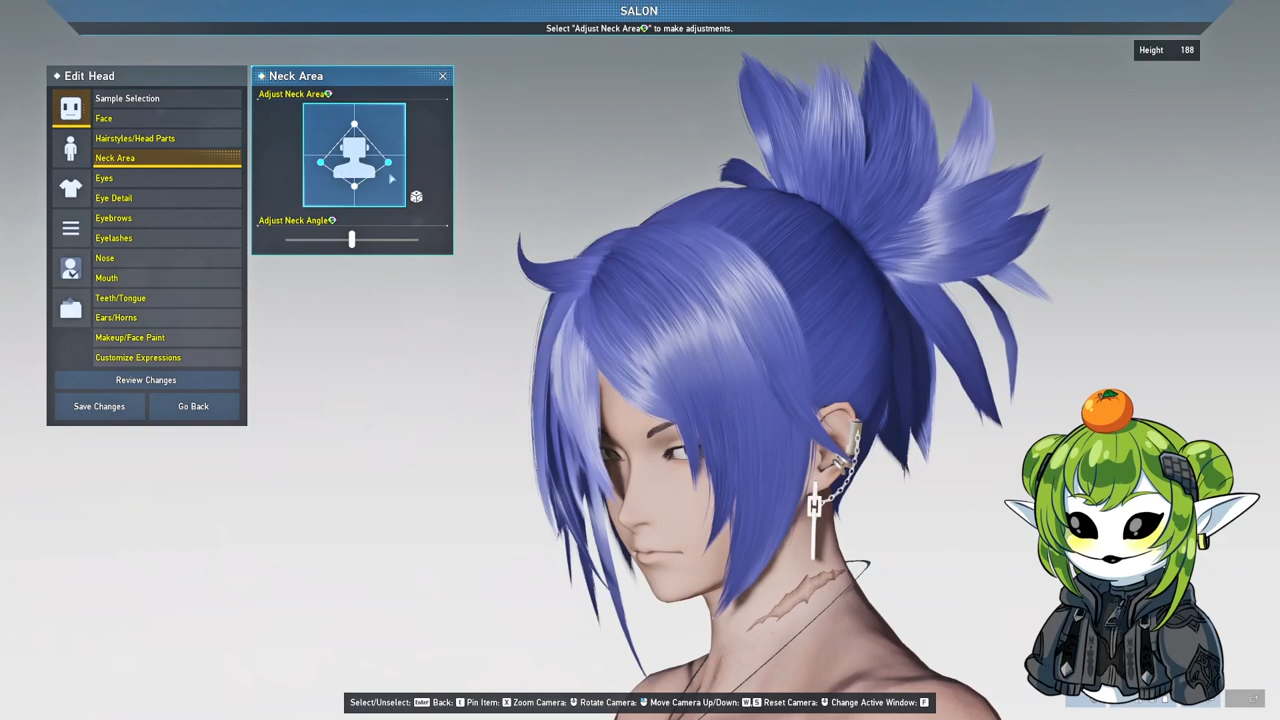 SALON
Select "Adjust Neck Area" to make adjustments.
Height 188
Edit Head
Sample Selection
Face
Hairstyles/Head Parts
Neck Area
Eyes
Eye Detail
Eyebrows
Eyelashes
Nose
Mouth
Teeth/Tongue
Ears/Horns
Makeup/Face Paint
Customize Expressions
Review Changes
Save Changes
Go Back
Neck Area
Adjust Neck Area
Adjust Neck Angle
Select/Unselect: Enter Back: E Pin Item: X Zoom Camera: Rotate Camera: Move Camera Up/Down: W,S Reset Camera: Change Active Window: F